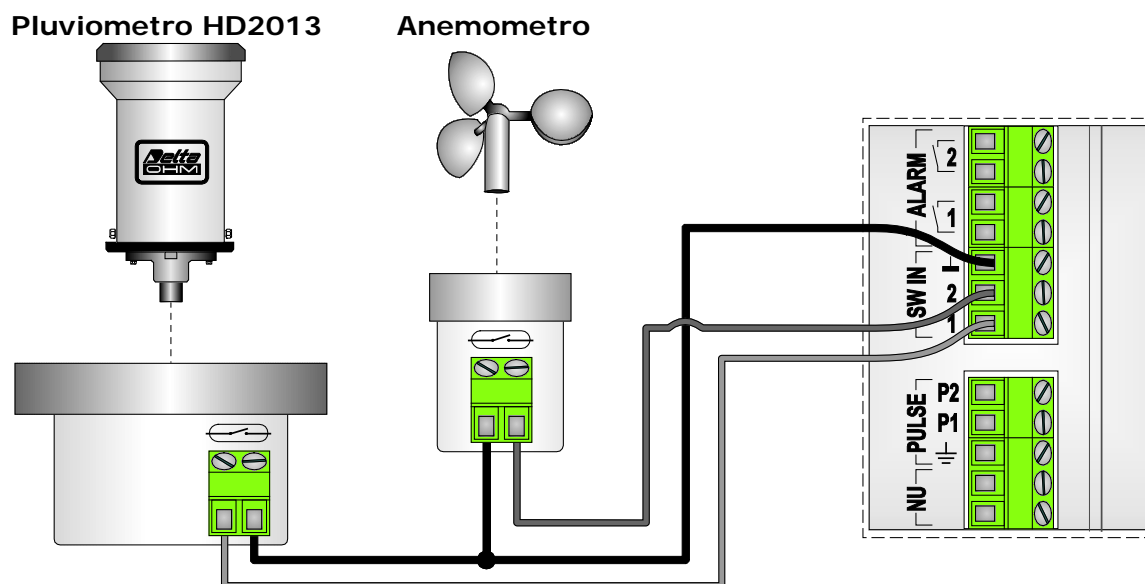 Pluviometro HD2013
Anemometro
Delta
OHM
ALARM
2
1
SW IN
2
1
PULSE
P2
P1
NU